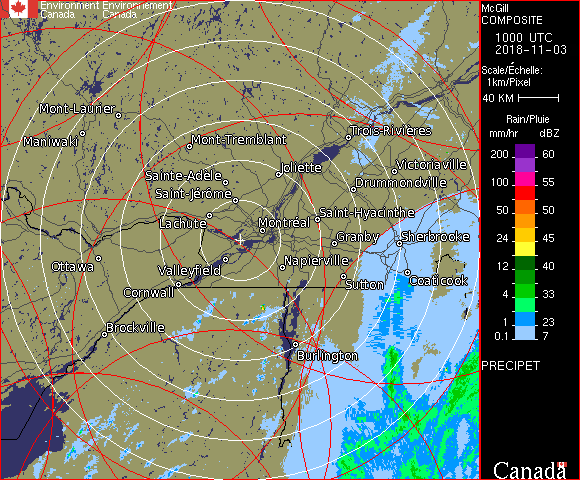 Environment Environnement
Canada Canada
McGill
COMPOSITE
1000 UTC
2018-11-03
Scale/Échelle:
1km/Pixel
40 KM
Rain/Pluie
mm/hr dBZ
200 60
100 55
50 50
24 45
12 40
4 33
1 23
0.1 7
PRECIPET
Canada
Mont-Laurier
Maniwaki
Mont-Tremblant
Trois-Rivières
Joliette
Victoriaville
Sainte-Adèle
Drummondville
Saint-Jérôme
Lachute
Saint-Hyacinthe
Montréal
Granby
Sherbrooke
Ottawa
Valleyfield
Napierville
Sutton
Coaticook
Cornwall
Brockville
Burlington